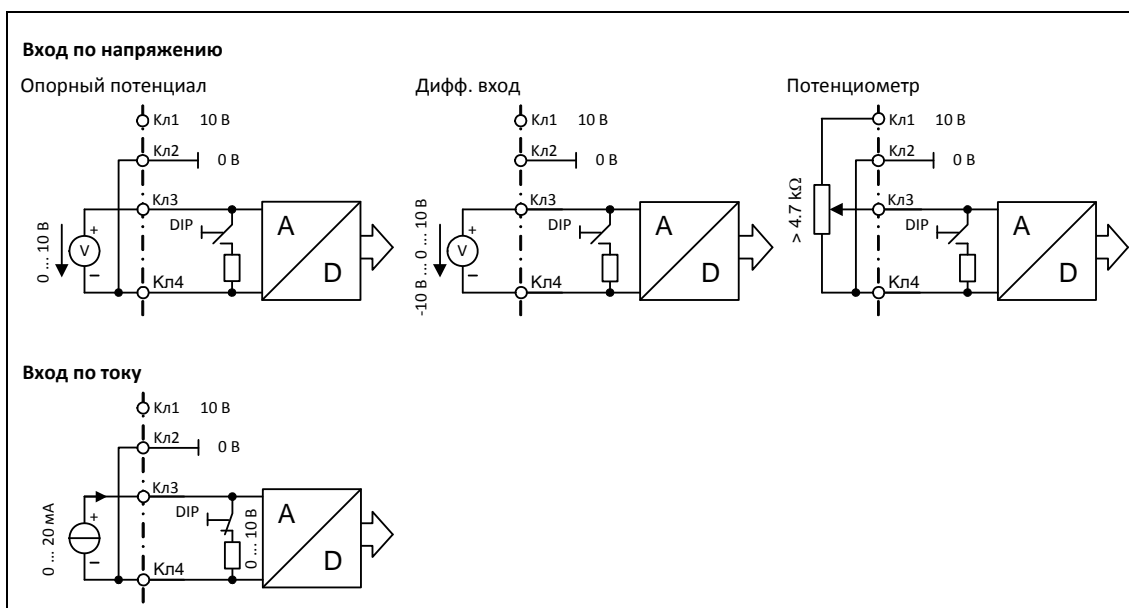 Вход по напряжению
Опорный потенциал
Кл1 10 В
Кл2
0 В
Кл3
DIP
0 ... 10 В
+
V
−
Кл4
A
D
Дифф. вход
Кл1 10 В
Кл2
0 В
Кл3
DIP
-10 В ... 0 ... 10 В
+
V
−
Кл4
A
D
Потенциометр
Кл1 10 В
Кл2
0 В
Кл3
DIP
> 4.7 kΩ
Кл4
A
D
Вход по току
Кл1 10 В
Кл2
0 В
Кл3
DIP
0 ... 20 мА
+
−
0 ... 10 В
Кл4
A
D